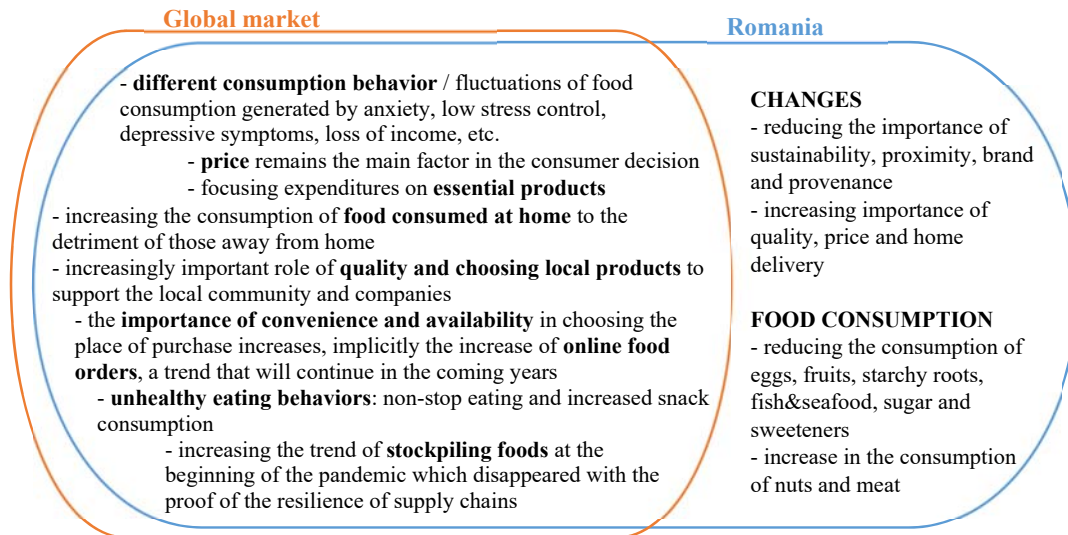 Global market
Romania
- different consumption behavior / fluctuations of food
consumption generated by anxiety, low stress control,
depressive symptoms, loss of income, etc.
- price remains the main factor in the consumer decision
- focusing expenditures on essential products
- increasing the consumption of food consumed at home to the
detriment of those away from home
- increasingly important role of quality and choosing local products to
support the local community and companies
- the importance of convenience and availability in choosing the
place of purchase increases, implicitly the increase of online food
orders, a trend that will continue in the coming years
- unhealthy eating behaviors: non-stop eating and increased snack
consumption
- increasing the trend of stockpiling foods at the
beginning of the pandemic which disappeared with the
proof of the resilience of supply chains
CHANGES
- reducing the importance of
sustainability, proximity, brand
and provenance
- increasing importance of
quality, price and home
delivery
FOOD CONSUMPTION
- reducing the consumption of
eggs, fruits, starchy roots,
fish&seafood, sugar and
sweeteners
- increase in the consumption
of nuts and meat